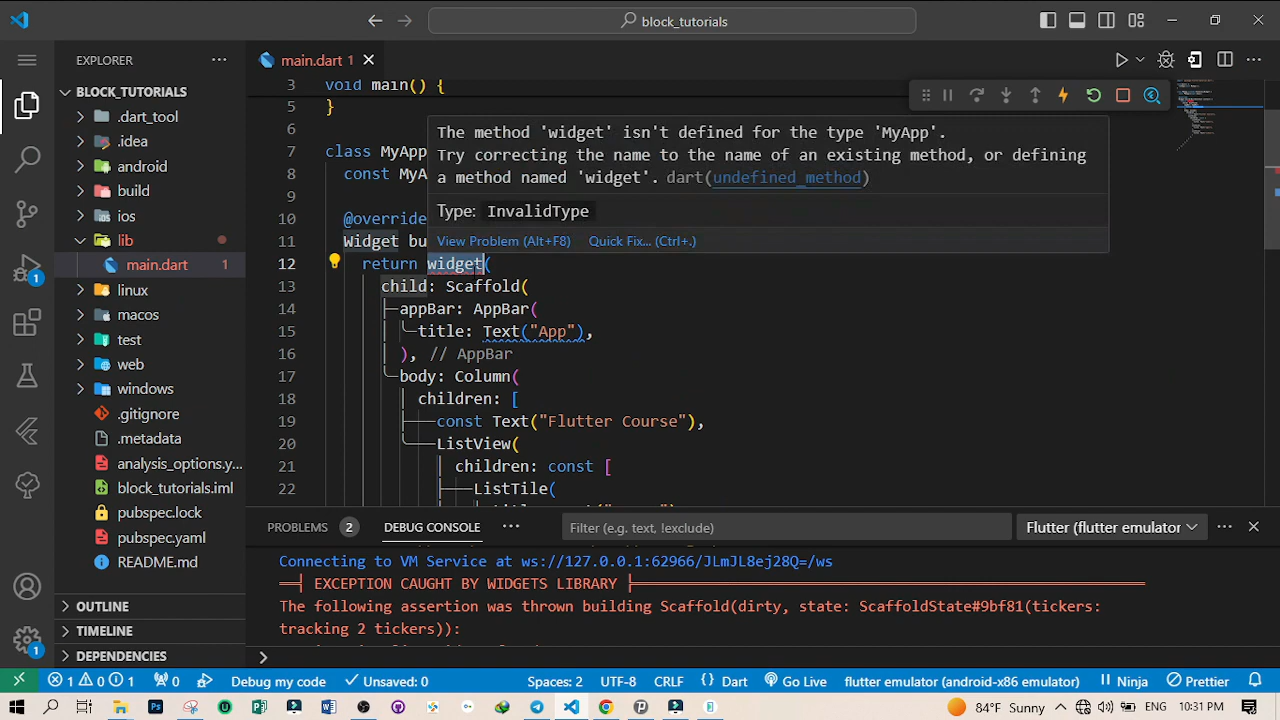 block_tutorials
EXPLORER
BLOCK_TUTORIALS
.dart_tool
.idea
android
build
ios
lib
main.dart 1
linux
macos
test
web
windows
.gitignore
.metadata
analysis_options.y...
block_tutorials.iml
pubspec.lock
pubspec.yaml
README.md
OUTLINE
TIMELINE
DEPENDENCIES
1
1
main.dart 1
3 void main() {
5 }
6
7 class MyApp
8 const MyA
9
10 @override
11 Widget bu
12 return widget(
13 child: Scaffold(
14 appBar: AppBar(
15 title: Text("App"),
16 ), // AppBar
17 body: Column(
18 children: [
19 const Text("Flutter Course"),
20 ListView(
21 children: const [
22 ListTile(
The method 'widget' isn't defined for the type 'MyApp'.
Try correcting the name to the name of an existing method, or defining
a method named 'widget'. dart(undefined_method)
Type: InvalidType
View Problem (Alt+F8) Quick Fix... (Ctrl+.)
PROBLEMS 2 DEBUG CONSOLE ... Filter (e.g. text, !exclude) Flutter (flutter emulator
Connecting to VM Service at ws://127.0.0.1:62966/JLmJL8ej28Q=/ws
EXCEPTION CAUGHT BY WIDGETS LIBRARY
The following assertion was thrown building Scaffold(dirty, state: ScaffoldState#9bf81(tickers:
tracking 2 tickers)):
1 0 1 0 Debug my code Unsaved: 0 Spaces: 2 UTF-8 CRLF {} Dart Go Live flutter emulator (android-x86 emulator) Ninja Prettier
84°F Sunny ENG 10:31 PM